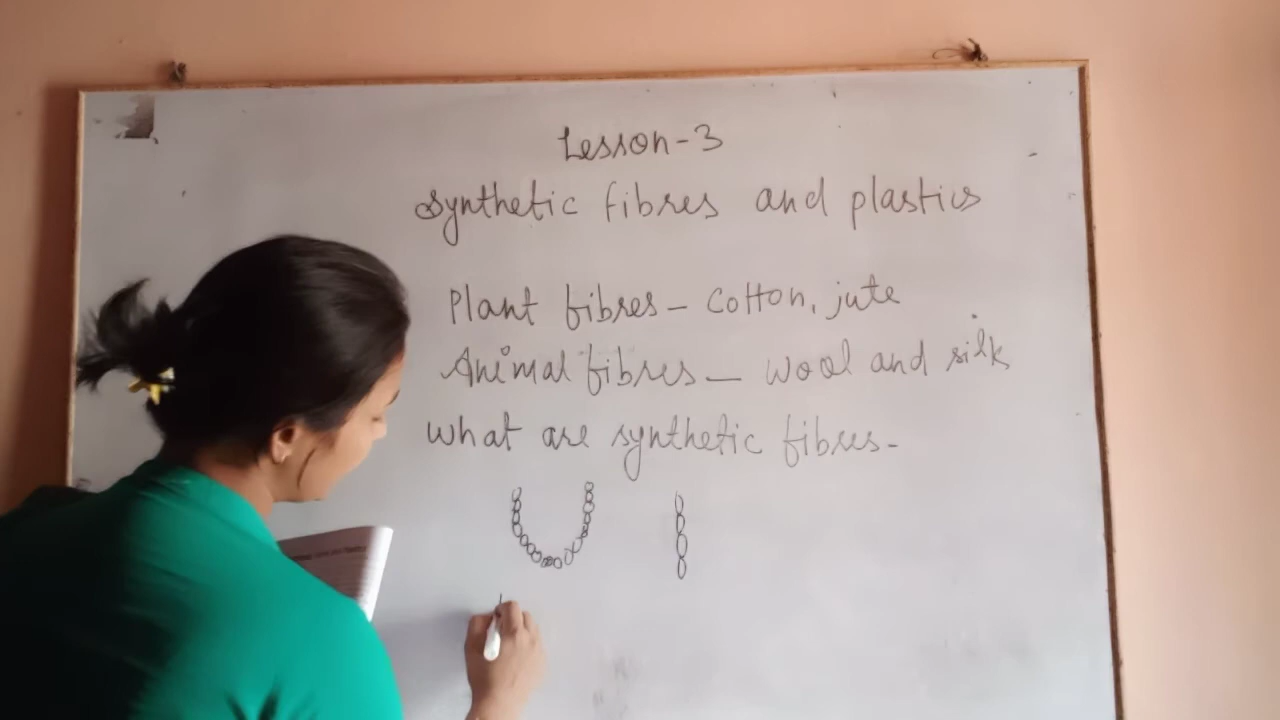 Lesson-3
Synthetic fibres and plastics
Plant fibres - Cotton, jute
Animal fibres - wool and silk
what are synthetic fibres-